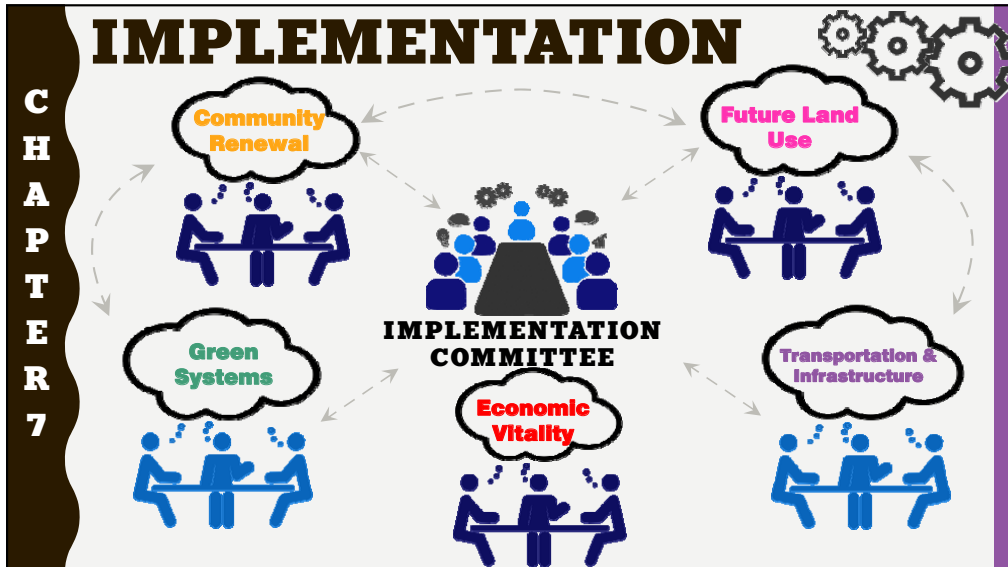 IMPLEMENTATION
CHAPTER 7
Community
Renewal
Future Land
Use
IMPLEMENTATION
COMMITTEE
Green
Systems
Transportation &
Infrastructure
Economic
Vitality